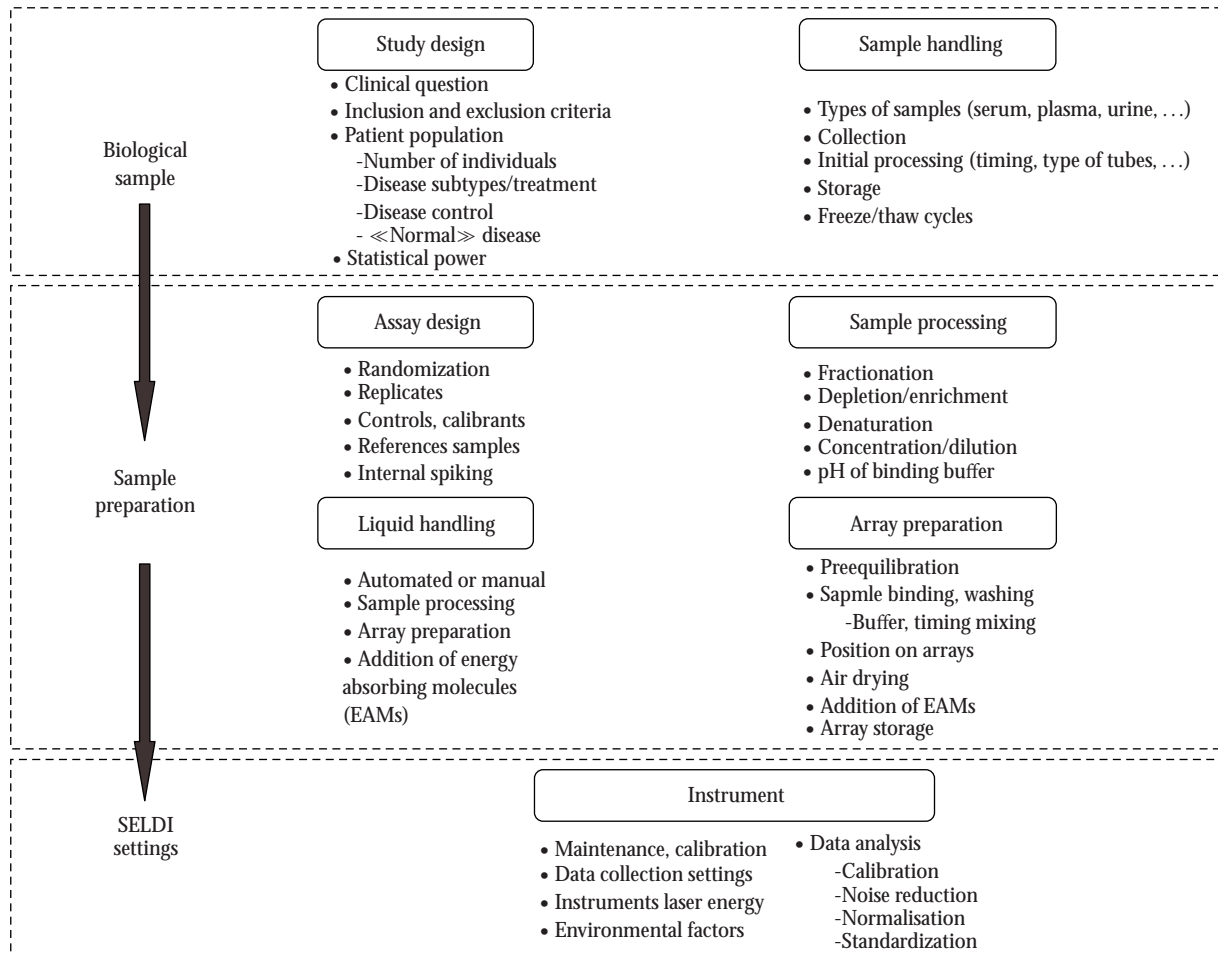 Biological
sample
Study design
• Clinical question
• Inclusion and exclusion criteria
• Patient population
-Number of individuals
-Disease subtypes/treatment
-Disease control
- ≪Normal≫ disease
• Statistical power
Sample handling
• Types of samples (serum, plasma, urine, ...)
• Collection
• Initial processing (timing, type of tubes, ...)
• Storage
• Freeze/thaw cycles
Sample
preparation
Assay design
• Randomization
• Replicates
• Controls, calibrants
• References samples
• Internal spiking
Sample processing
• Fractionation
• Depletion/enrichment
• Denaturation
• Concentration/dilution
• pH of binding buffer
Liquid handling
• Automated or manual
• Sample processing
• Array preparation
• Addition of energy
absorbing molecules
(EAMs)
Array preparation
• Preequilibration
• Sapmle binding, washing
-Buffer, timing mixing
• Position on arrays
• Air drying
• Addition of EAMs
• Array storage
SELDI
settings
Instrument
• Maintenance, calibration
• Data collection settings
• Instruments laser energy
• Environmental factors
• Data analysis
-Calibration
-Noise reduction
-Normalisation
-Standardization